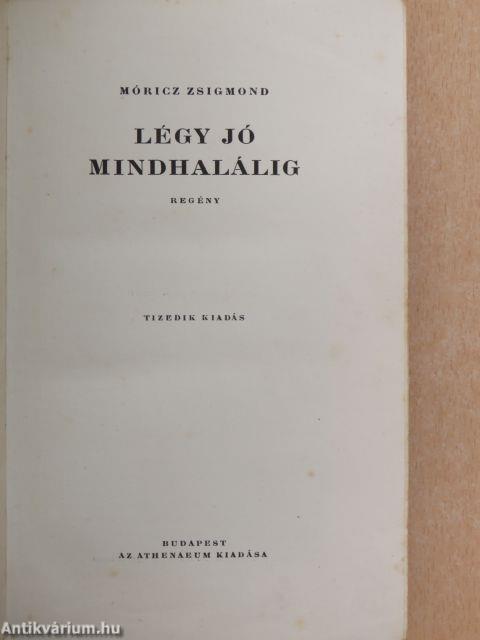 MÓRICZ ZSIGMOND
LÉGY JÓ
MINDHALÁLIG
REGÉNY
TIZEDIK KIADÁS
BUDAPEST
AZ ATHENAEUM KIADÁSA
Antikvárium.hu